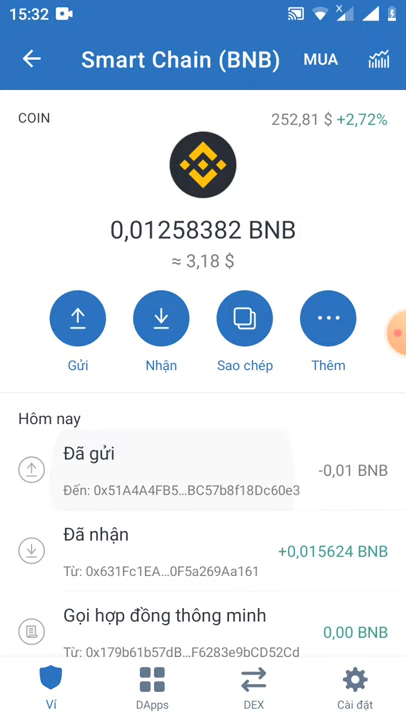 15:32
Smart Chain (BNB)
MUA
COIN
252,81 $ +2,72%
0,01258382 BNB
≈ 3,18 $
Gửi
Nhận
Sao chép
Thêm
Hôm nay
Đã gửi
-0,01 BNB
Đến: 0x51A4A4FB5...BC57b8f18Dc60e3
Đã nhận
+0,015624 BNB
Từ: 0x631Fc1EA...0F5a269Aa161
Gọi hợp đồng thông minh
0,00 BNB
Từ: 0x179b61b57dB...F6283e9bCD52Cd
Ví
DApps
DEX
Cài đặt